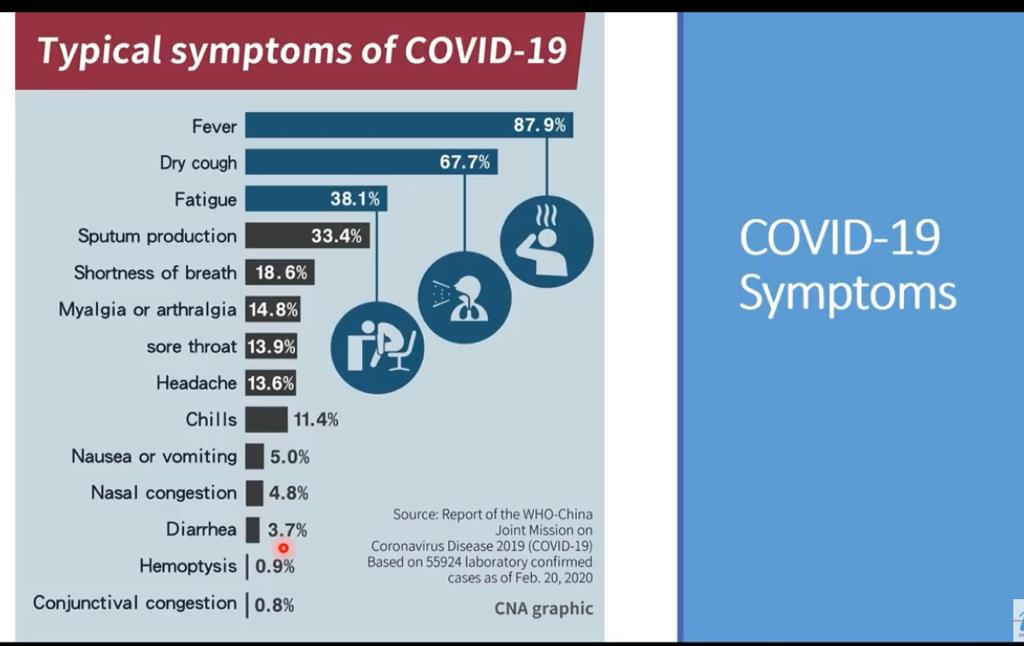 Typical symptoms of COVID-19
Fever 87.9%
Dry cough 67.7%
Fatigue 38.1%
Sputum production 33.4%
Shortness of breath 18.6%
Myalgia or arthralgia 14.8%
sore throat 13.9%
Headache 13.6%
Chills 11.4%
Nausea or vomiting 5.0%
Nasal congestion 4.8%
Diarrhea 3.7%
Hemoptysis 0.9%
Conjunctival congestion 0.8%
Source: Report of the WHO-China
Joint Mission on
Coronavirus Disease 2019 (COVID-19)
Based on 55924 laboratory confirmed
cases as of Feb. 20, 2020
CNA graphic
COVID-19
Symptoms